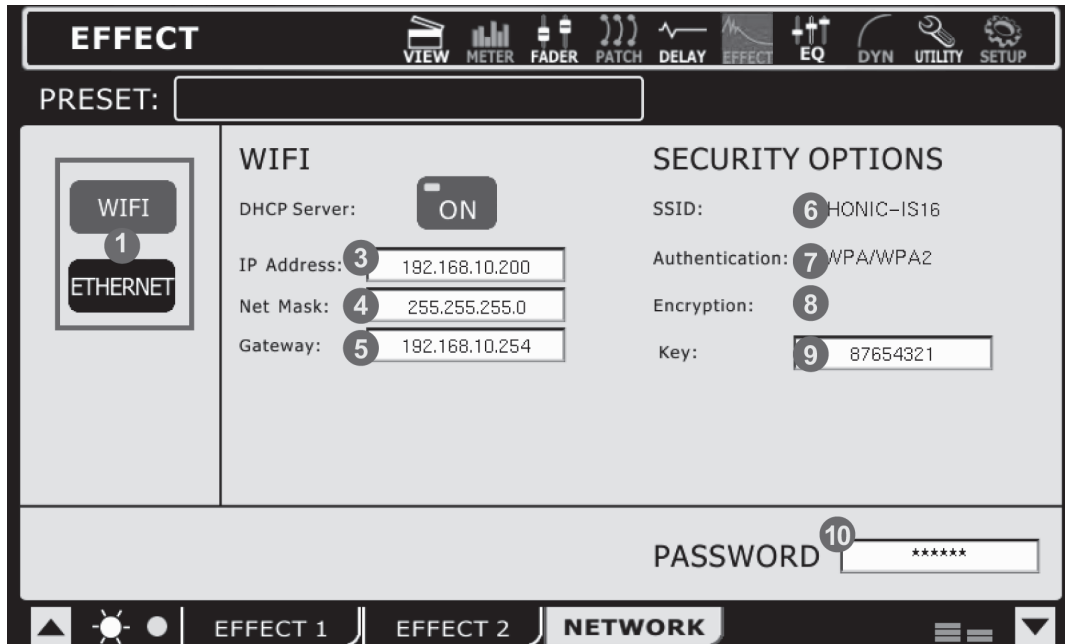 EFFECT
VIEW METER FADER PATCH DELAY EFFECT EQ DYN UTILITY SETUP
PRESET:
WIFI
1
ETHERNET
WIFI
DHCP Server: ON
IP Address: 3 192.168.10.200
Net Mask: 4 255.255.255.0
Gateway: 5 192.168.10.254
SECURITY OPTIONS
SSID: 6 HONIC-IS16
Authentication: 7 WPA/WPA2
Encryption: 8
Key: 9 87654321
PASSWORD 10 ******
EFFECT 1 EFFECT 2 NETWORK